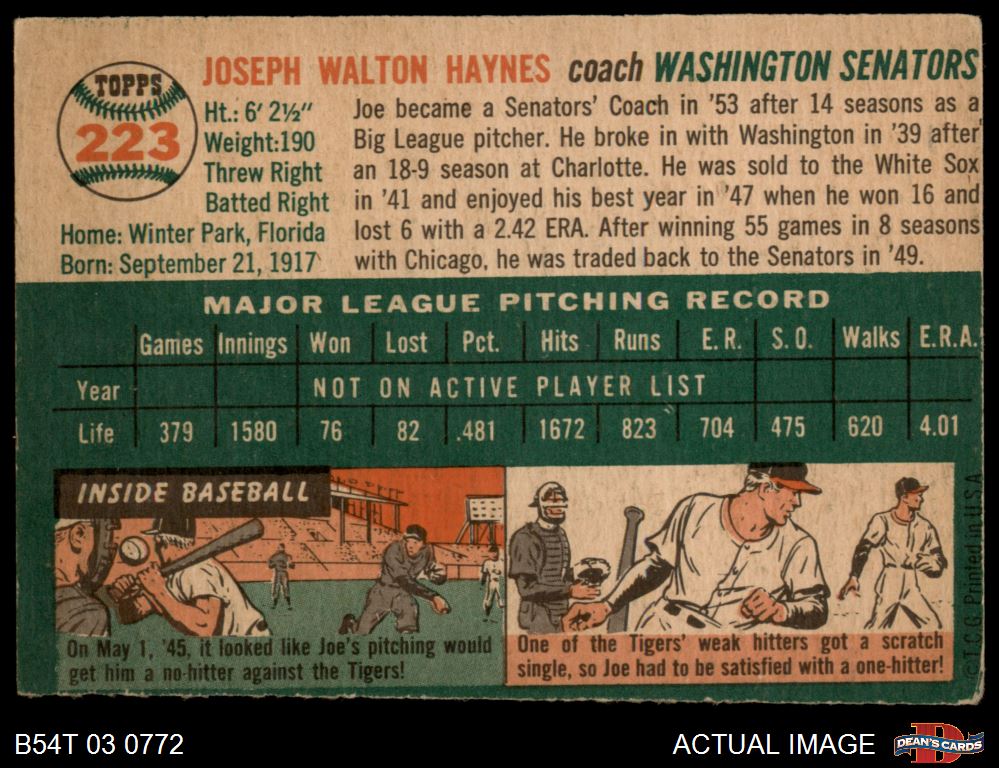 TOPPS
223
JOSEPH WALTON HAYNES coach WASHINGTON SENATORS
Ht.: 6' 2½"
Weight:190
Threw Right
Batted Right
Home: Winter Park, Florida
Born: September 21, 1917
Joe became a Senators' Coach in '53 after 14 seasons as a
Big League pitcher. He broke in with Washington in '39 after
an 18-9 season at Charlotte. He was sold to the White Sox
in '41 and enjoyed his best year in '47 when he won 16 and
lost 6 with a 2.42 ERA. After winning 55 games in 8 seasons
with Chicago, he was traded back to the Senators in '49.
MAJOR LEAGUE PITCHING RECORD
Games Innings Won Lost Pct. Hits Runs E.R. S.O. Walks E.R.A.
Year NOT ON ACTIVE PLAYER LIST
Life 379 1580 76 82 .481 1672 823 704 475 620 4.01
INSIDE BASEBALL
On May 1, '45, it looked like Joe's pitching would
get him a no-hitter against the Tigers!
One of the Tigers' weak hitters got a scratch
single, so Joe had to be satisfied with a one-hitter!
© T.C.G. Printed in U.S.A.
B54T 03 0772
ACTUAL IMAGE
D
DEAN'S CARDS